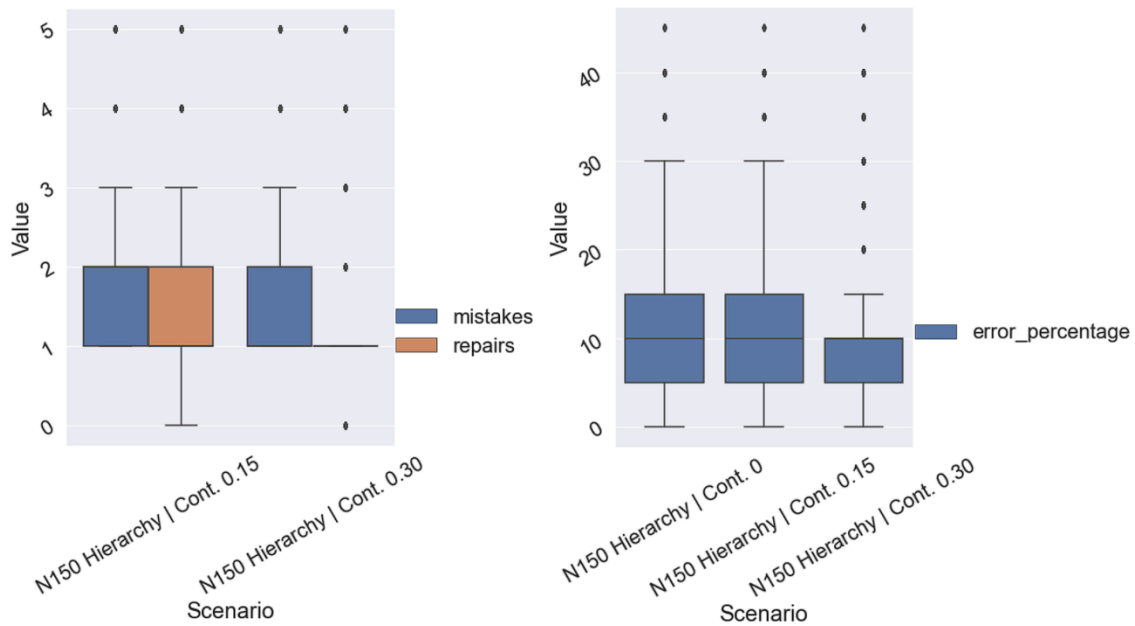 5
4
3
2
1
0
Value
N150 Hierarchy | Cont. 0.15
N150 Hierarchy | Cont. 0.30
Scenario
mistakes
repairs
40
30
20
10
0
Value
N150 Hierarchy | Cont. 0
N150 Hierarchy | Cont. 0.15
N150 Hierarchy | Cont. 0.30
Scenario
error_percentage